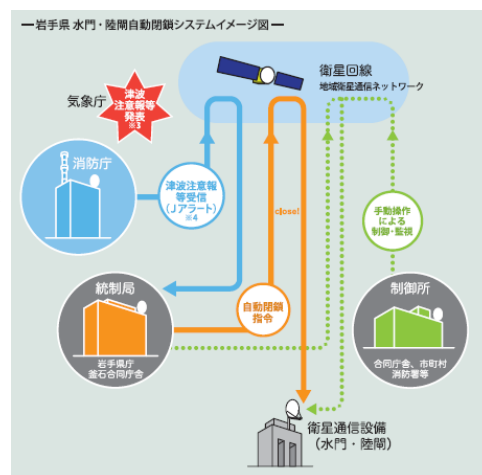 ー岩手県 水門・陸閘自動閉鎖システムイメージ図ー
衛星回線
地域衛星通信ネットワーク
気象庁
津波
注意報等
発表
※3
消防庁
津波注意報
等受信
(Jアラート)
※4
close!
手動操作
による
制御・監視
統制局
自動閉鎖
指令
制御所
岩手県庁
釜石合同庁舎
合同庁舎、市町村
消防署等
衛星通信設備
(水門・陸閘)